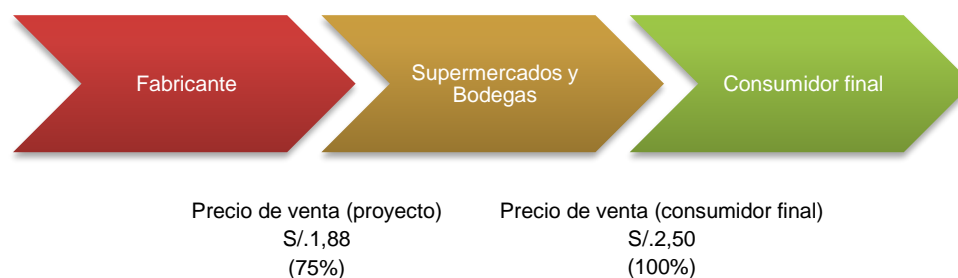 Fabricante
Supermercados y
Bodegas
Consumidor final
Precio de venta (proyecto)
S/.1,88
(75%)
Precio de venta (consumidor final)
S/.2,50
(100%)